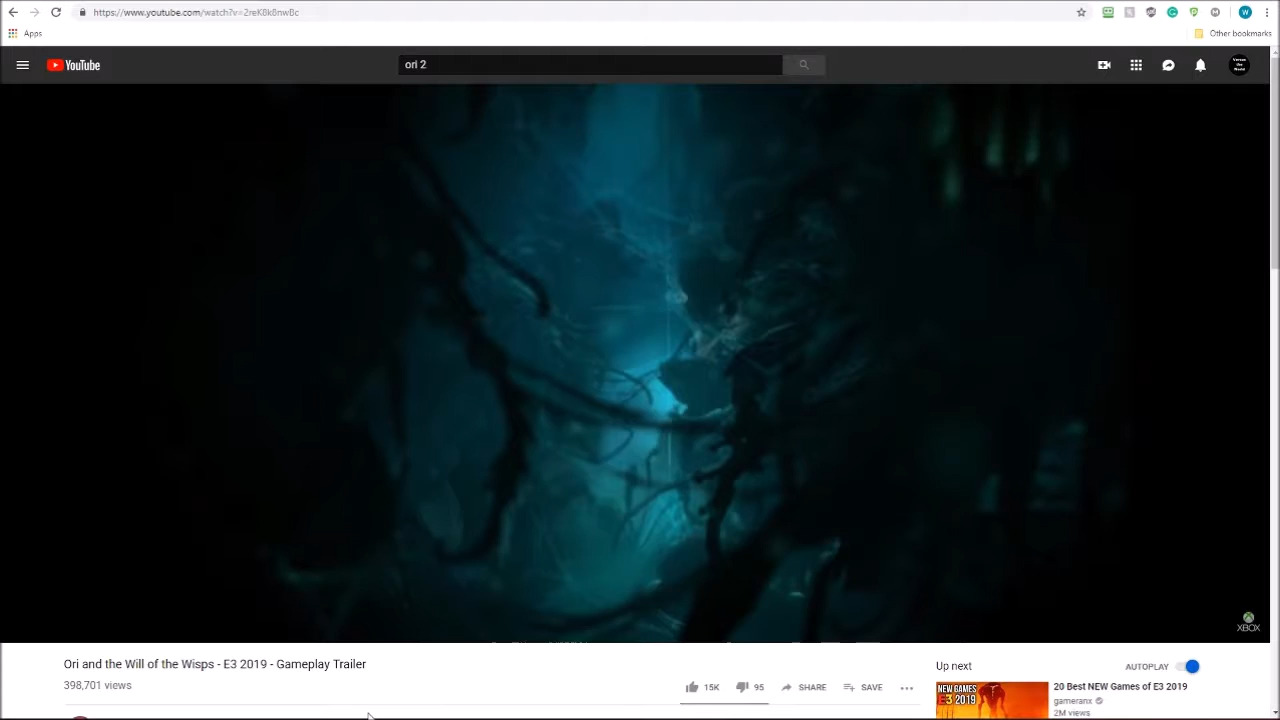 https://www.youtube.com/watch?v=2reK8k8nwBc
Apps
Other bookmarks
YouTube
ori 2
XBOX
Ori and the Will of the Wisps - E3 2019 - Gameplay Trailer
398,701 views
15K
95
SHARE
SAVE
Up next
AUTOPLAY
NEW GAMES
E3 2019
20 Best NEW Games of E3 2019
gameranx
2M views